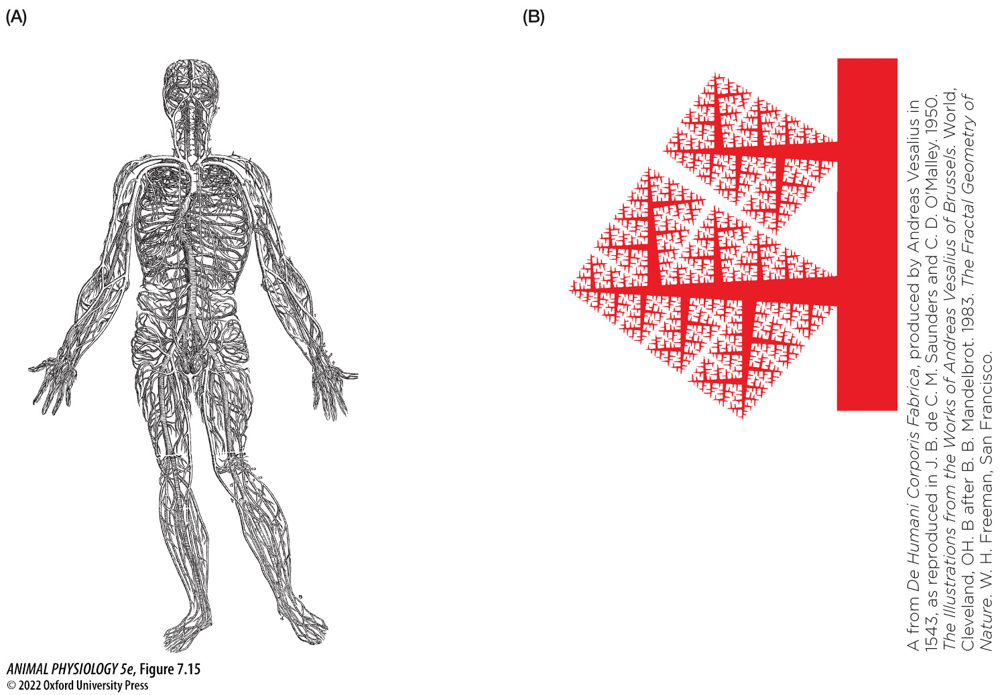 (A)
(B)
A from De Humani Corporis Fabrica, produced by Andreas Vesalius in
1543, as reproduced in J. B. de C. M. Saunders and C. D. O'Malley. 1950.
The Illustrations from the Works of Andreas Vesalius of Brussels. World,
Cleveland, OH. B after B. B. Mandelbrot. 1983. The Fractal Geometry of
Nature. W. H. Freeman, San Francisco.
ANIMAL PHYSIOLOGY 5e, Figure 7.15
© 2022 Oxford University Press